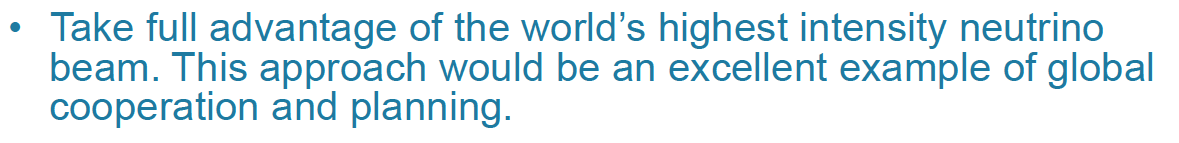 • Take full advantage of the world’s highest intensity neutrino
beam. This approach would be an excellent example of global
cooperation and planning.